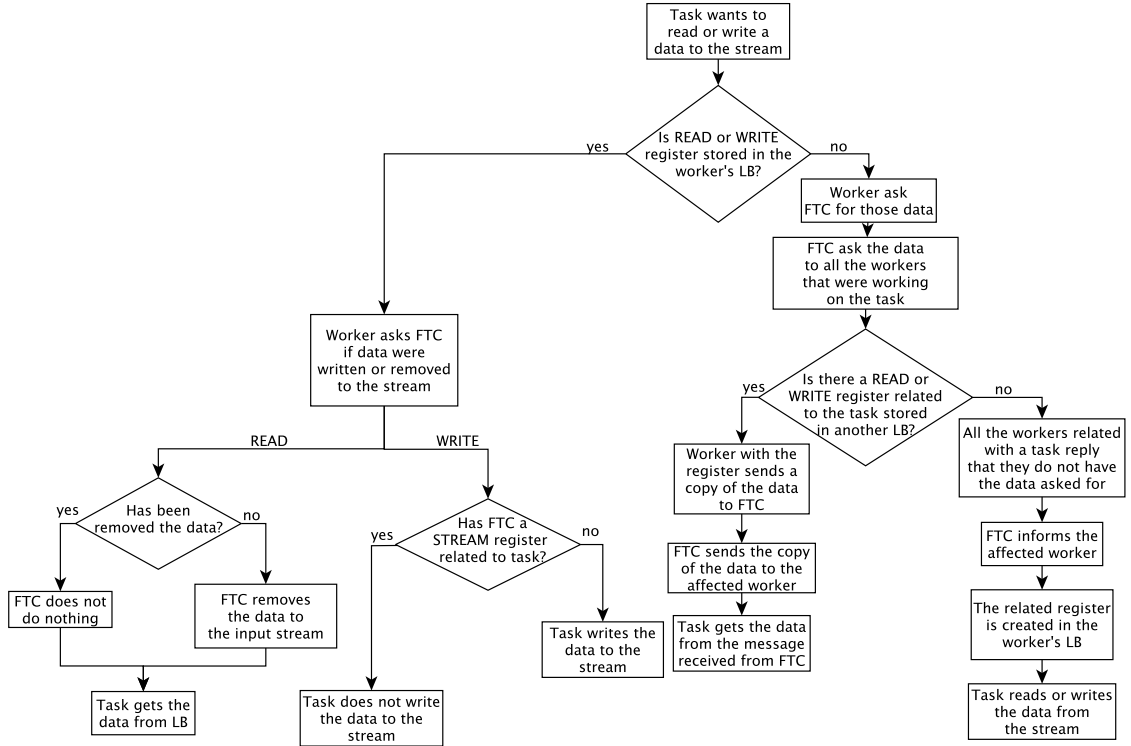 Task wants to
read or write a
data to the stream
Is READ or WRITE
register stored in the
worker's LB?
yes
no
Worker ask
FTC for those data
FTC ask the data
to all the workers
that were working
on the task
Worker asks FTC
if data were
written or removed
to the stream
Is there a READ or
WRITE register related
to the task stored
in another LB?
yes
no
READ
WRITE
Has been
removed the data?
yes
no
Has FTC a
STREAM register
related to task?
yes
no
Worker with the
register sends a
copy of the data
to FTC
All the workers related
with a task reply
that they do not have
the data asked for
FTC sends the copy
of the data to the
affected worker
FTC informs the
affected worker
FTC does not
do nothing
FTC removes
the data to
the input stream
Task writes the
data to the
stream
Task gets the data
from the message
received from FTC
The related register
is created in the
worker's LB
Task gets the
data from LB
Task does not write
the data to the
stream
Task reads or writes
the data from
the stream